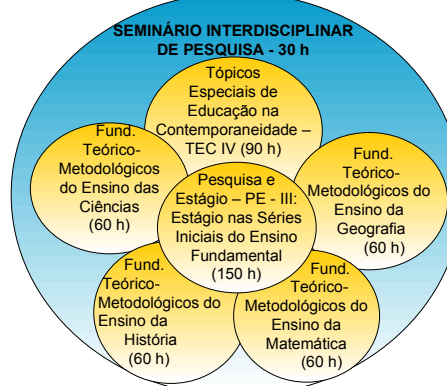 SEMINÁRIO INTERDISCIPLINAR
DE PESQUISA - 30 h
Tópicos
Especiais de
Educação na
Contemporaneidade –
TEC IV (90 h)
Fund.
Teórico-
Metodológicos
do Ensino das
Ciências
(60 h)
Fund.
Teórico-
Metodológicos do
Ensino da
Geografia
(60 h)
Pesquisa e
Estágio – PE - III:
Estágio nas Séries
Iniciais do Ensino
Fundamental
(150 h)
Fund.
Teórico-
Metodológicos do
Ensino da
História
(60 h)
Fund.
Teórico-
Metodológicos do
Ensino da
Matemática
(60 h)